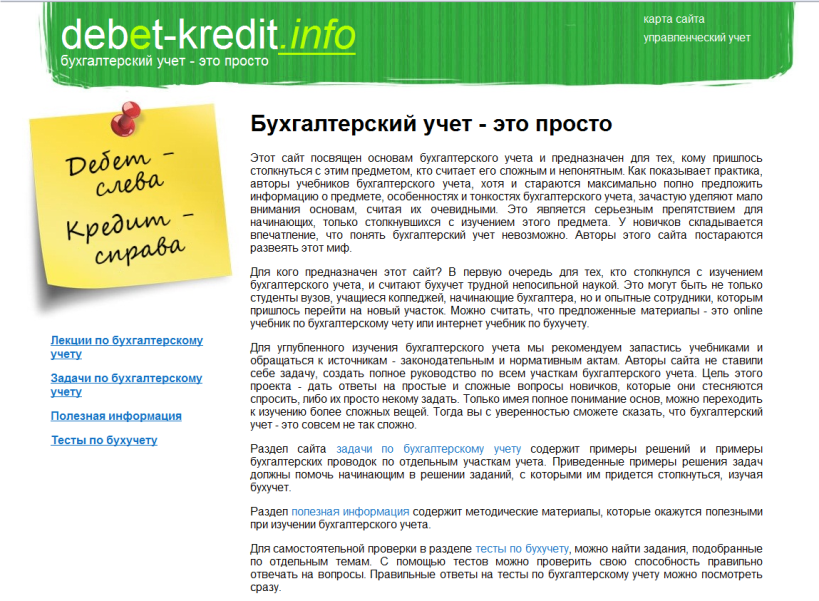 debet-kredit.info
бухгалтерский учет - это просто
карта сайта
управленческий учет
Дебет -
слева
Кредит -
справа
Лекции по бухгалтерскому
учету
Задачи по бухгалтерскому
учету
Полезная информация
Тесты по бухучету
Бухгалтерский учет - это просто
Этот сайт посвящен основам бухгалтерского учета и предназначен для тех, кому пришлось
столкнуться с этим предметом, кто считает его сложным и непонятным. Как показывает практика,
авторы учебников бухгалтерского учета, хотя и стараются максимально полно предложить
информацию о предмете, особенностях и тонкостях бухгалтерского учета, зачастую уделяют мало
внимания основам, считая их очевидными. Это является серьезным препятствием для
начинающих, только столкнувшихся с изучением этого предмета. У новичков складывается
впечатление, что понять бухгалтерский учет невозможно. Авторы этого сайта постараются
развеять этот миф.
Для кого предназначен этот сайт? В первую очередь для тех, кто столкнулся с изучением
бухгалтерского учета, и считают бухучет трудной непосильной наукой. Это могут быть не только
студенты вузов, учащиеся колледжей, начинающие бухгалтера, но и опытные сотрудники, которым
пришлось перейти на новый участок. Можно считать, что предложенные материалы - это online
учебник по бухгалтерскому чету или интернет учебник по бухучету.
Для углубленного изучения бухгалтерского учета мы рекомендуем запастись учебниками и
обращаться к источникам - законодательным и нормативным актам. Авторы сайта не ставили
себе задачу, создать полное руководство по всем участкам бухгалтерского учета. Цель этого
проекта - дать ответы на простые и сложные вопросы новичков, которые они стесняются
спросить, либо их просто некому задать. Только имея полное понимание основ, можно переходить
к изучению более сложных вещей. Тогда вы с уверенностью сможете сказать, что бухгалтерский
учет - это совсем не так сложно.
Раздел сайта задачи по бухгалтерскому учету содержит примеры решений и примеры
бухгалтерских проводок по отдельным участкам учета. Приведенные примеры решения задач
должны помочь начинающим в решении заданий, с которыми им придется столкнуться, изучая
бухучет.
Раздел полезная информация содержит методические материалы, которые окажутся полезными
при изучении бухгалтерского учета.
Для самостоятельной проверки в разделе тесты по бухучету, можно найти задания, подобранные
по отдельным темам. С помощью тестов можно проверить свою способность правильно
отвечать на вопросы. Правильные ответы на тесты по бухгалтерскому учету можно посмотреть
сразу.